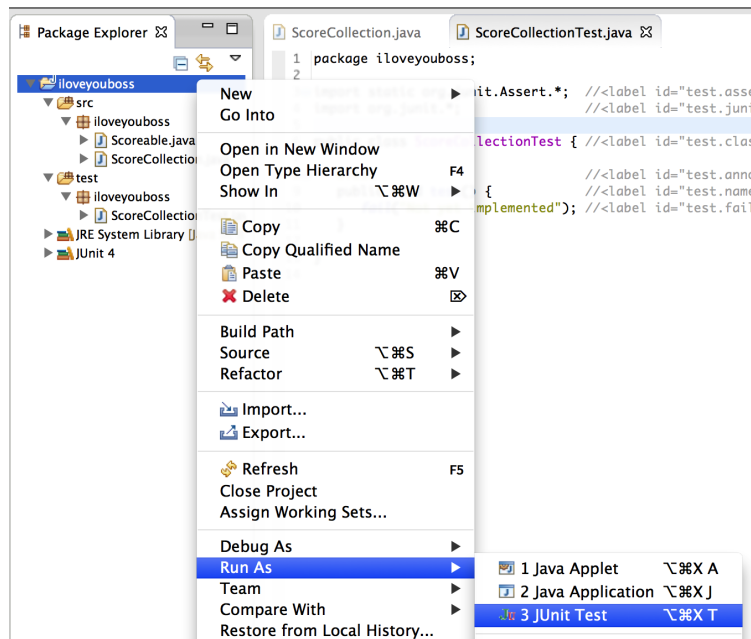 Package Explorer
ScoreCollection.java
ScoreCollectionTest.java
iloveyouboss
src
iloveyouboss
Scoreable.java
ScoreCollection
test
iloveyouboss
ScoreCollectio
JRE System Library [J
JUnit 4
1 package iloveyouboss;
2
nit.Assert.*; //<label id="test.asse
//<label id="test.juni
lectionTest { //<label id="test.clas
//<label id="test.anno
{ //<label id="test.name
mplemented"); //<label id="test.fail
New
Go Into
Open in New Window
Open Type Hierarchy F4
Show In ⌥⌘W
Copy ⌘C
Copy Qualified Name
Paste ⌘V
Delete ⌦
Build Path
Source ⌥⌘S
Refactor ⌥⌘T
Import...
Export...
Refresh F5
Close Project
Assign Working Sets...
Debug As
Run As
Team
Compare With
Restore from Local History...
1 Java Applet ⌥⌘X A
2 Java Application ⌥⌘X J
3 JUnit Test ⌥⌘X T